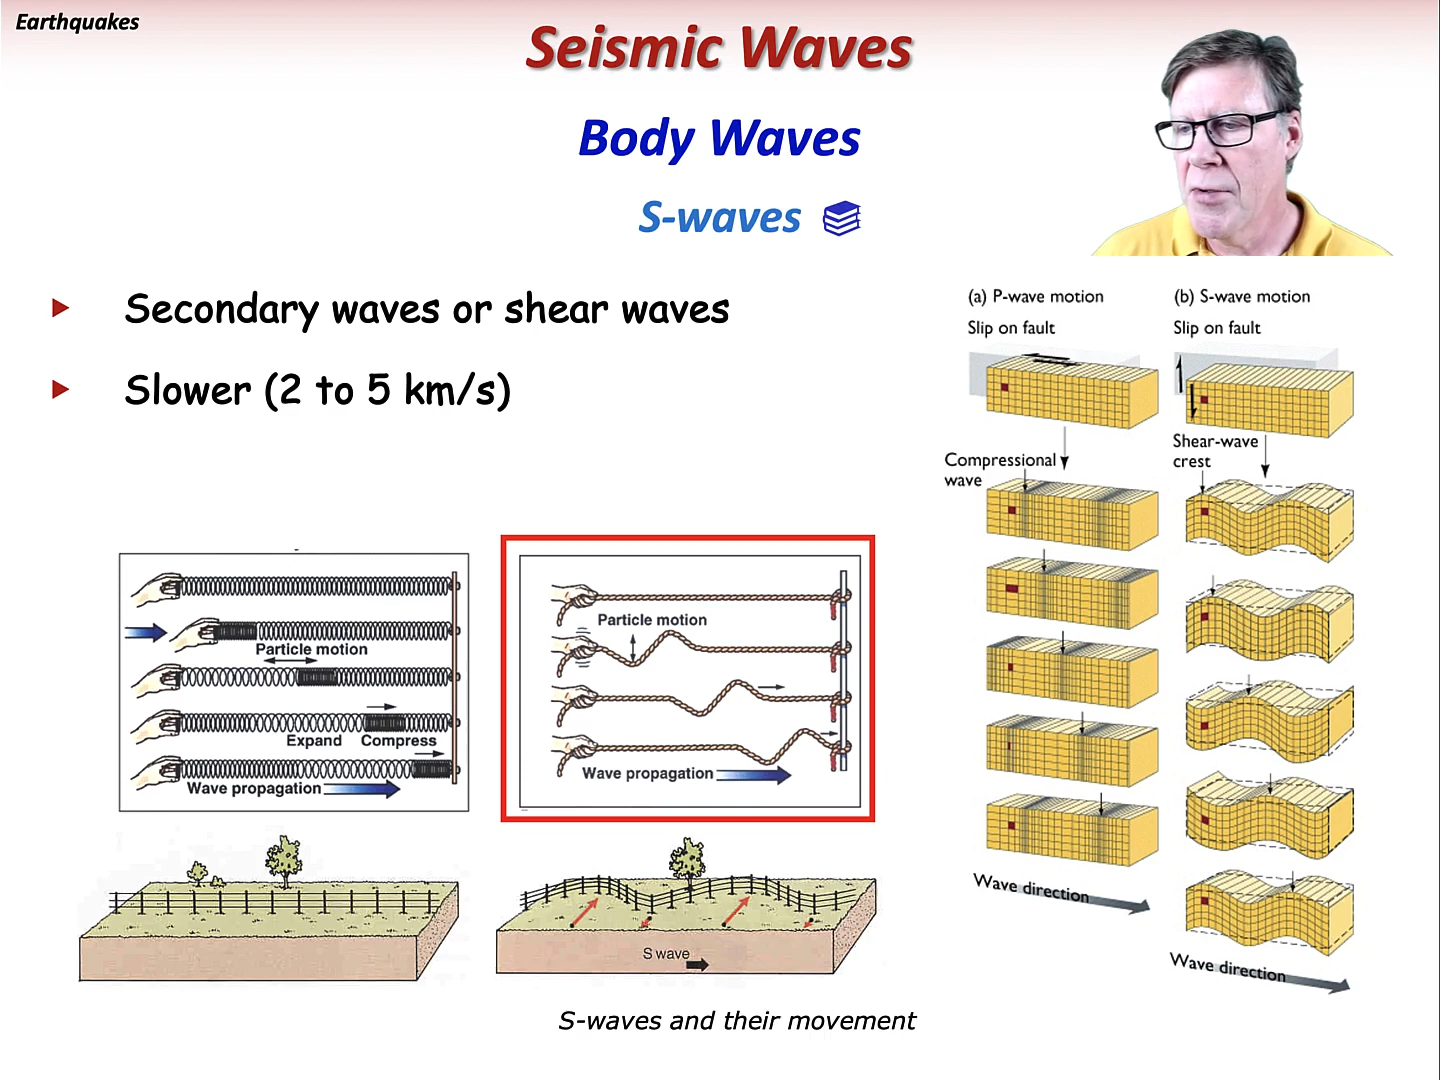 Earthquakes
Seismic Waves
Body Waves
S-waves
Secondary waves or shear waves
Slower (2 to 5 km/s)
Particle motion
Expand Compress
Wave propagation
Particle motion
Wave propagation
S wave
S-waves and their movement
(a) P-wave motion
Slip on fault
Compressional
wave
Wave direction
(b) S-wave motion
Slip on fault
Shear-wave
crest
Wave direction